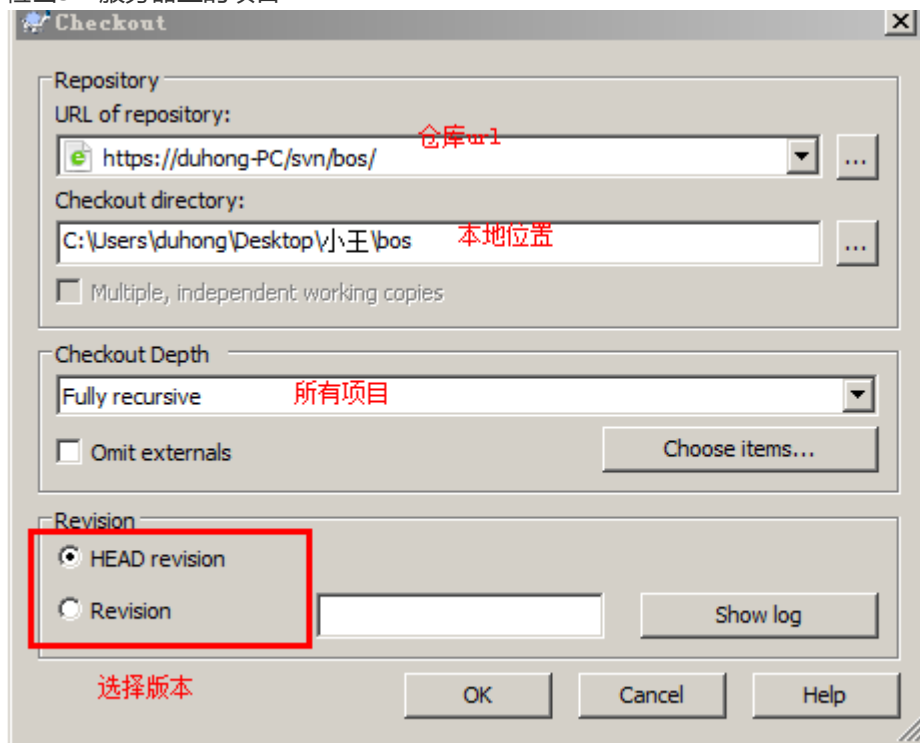 Checkout
Repository
URL of repository:
仓库url
https://duhong-PC/svn/bos/
...
Checkout directory:
C:\Users\duhong\Desktop\小王\bos
本地位置
...
Multiple, independent working copies
Checkout Depth
Fully recursive
所有项目
Omit externals
Choose items...
Revision
HEAD revision
Revision
Show log
选择版本
OK
Cancel
Help